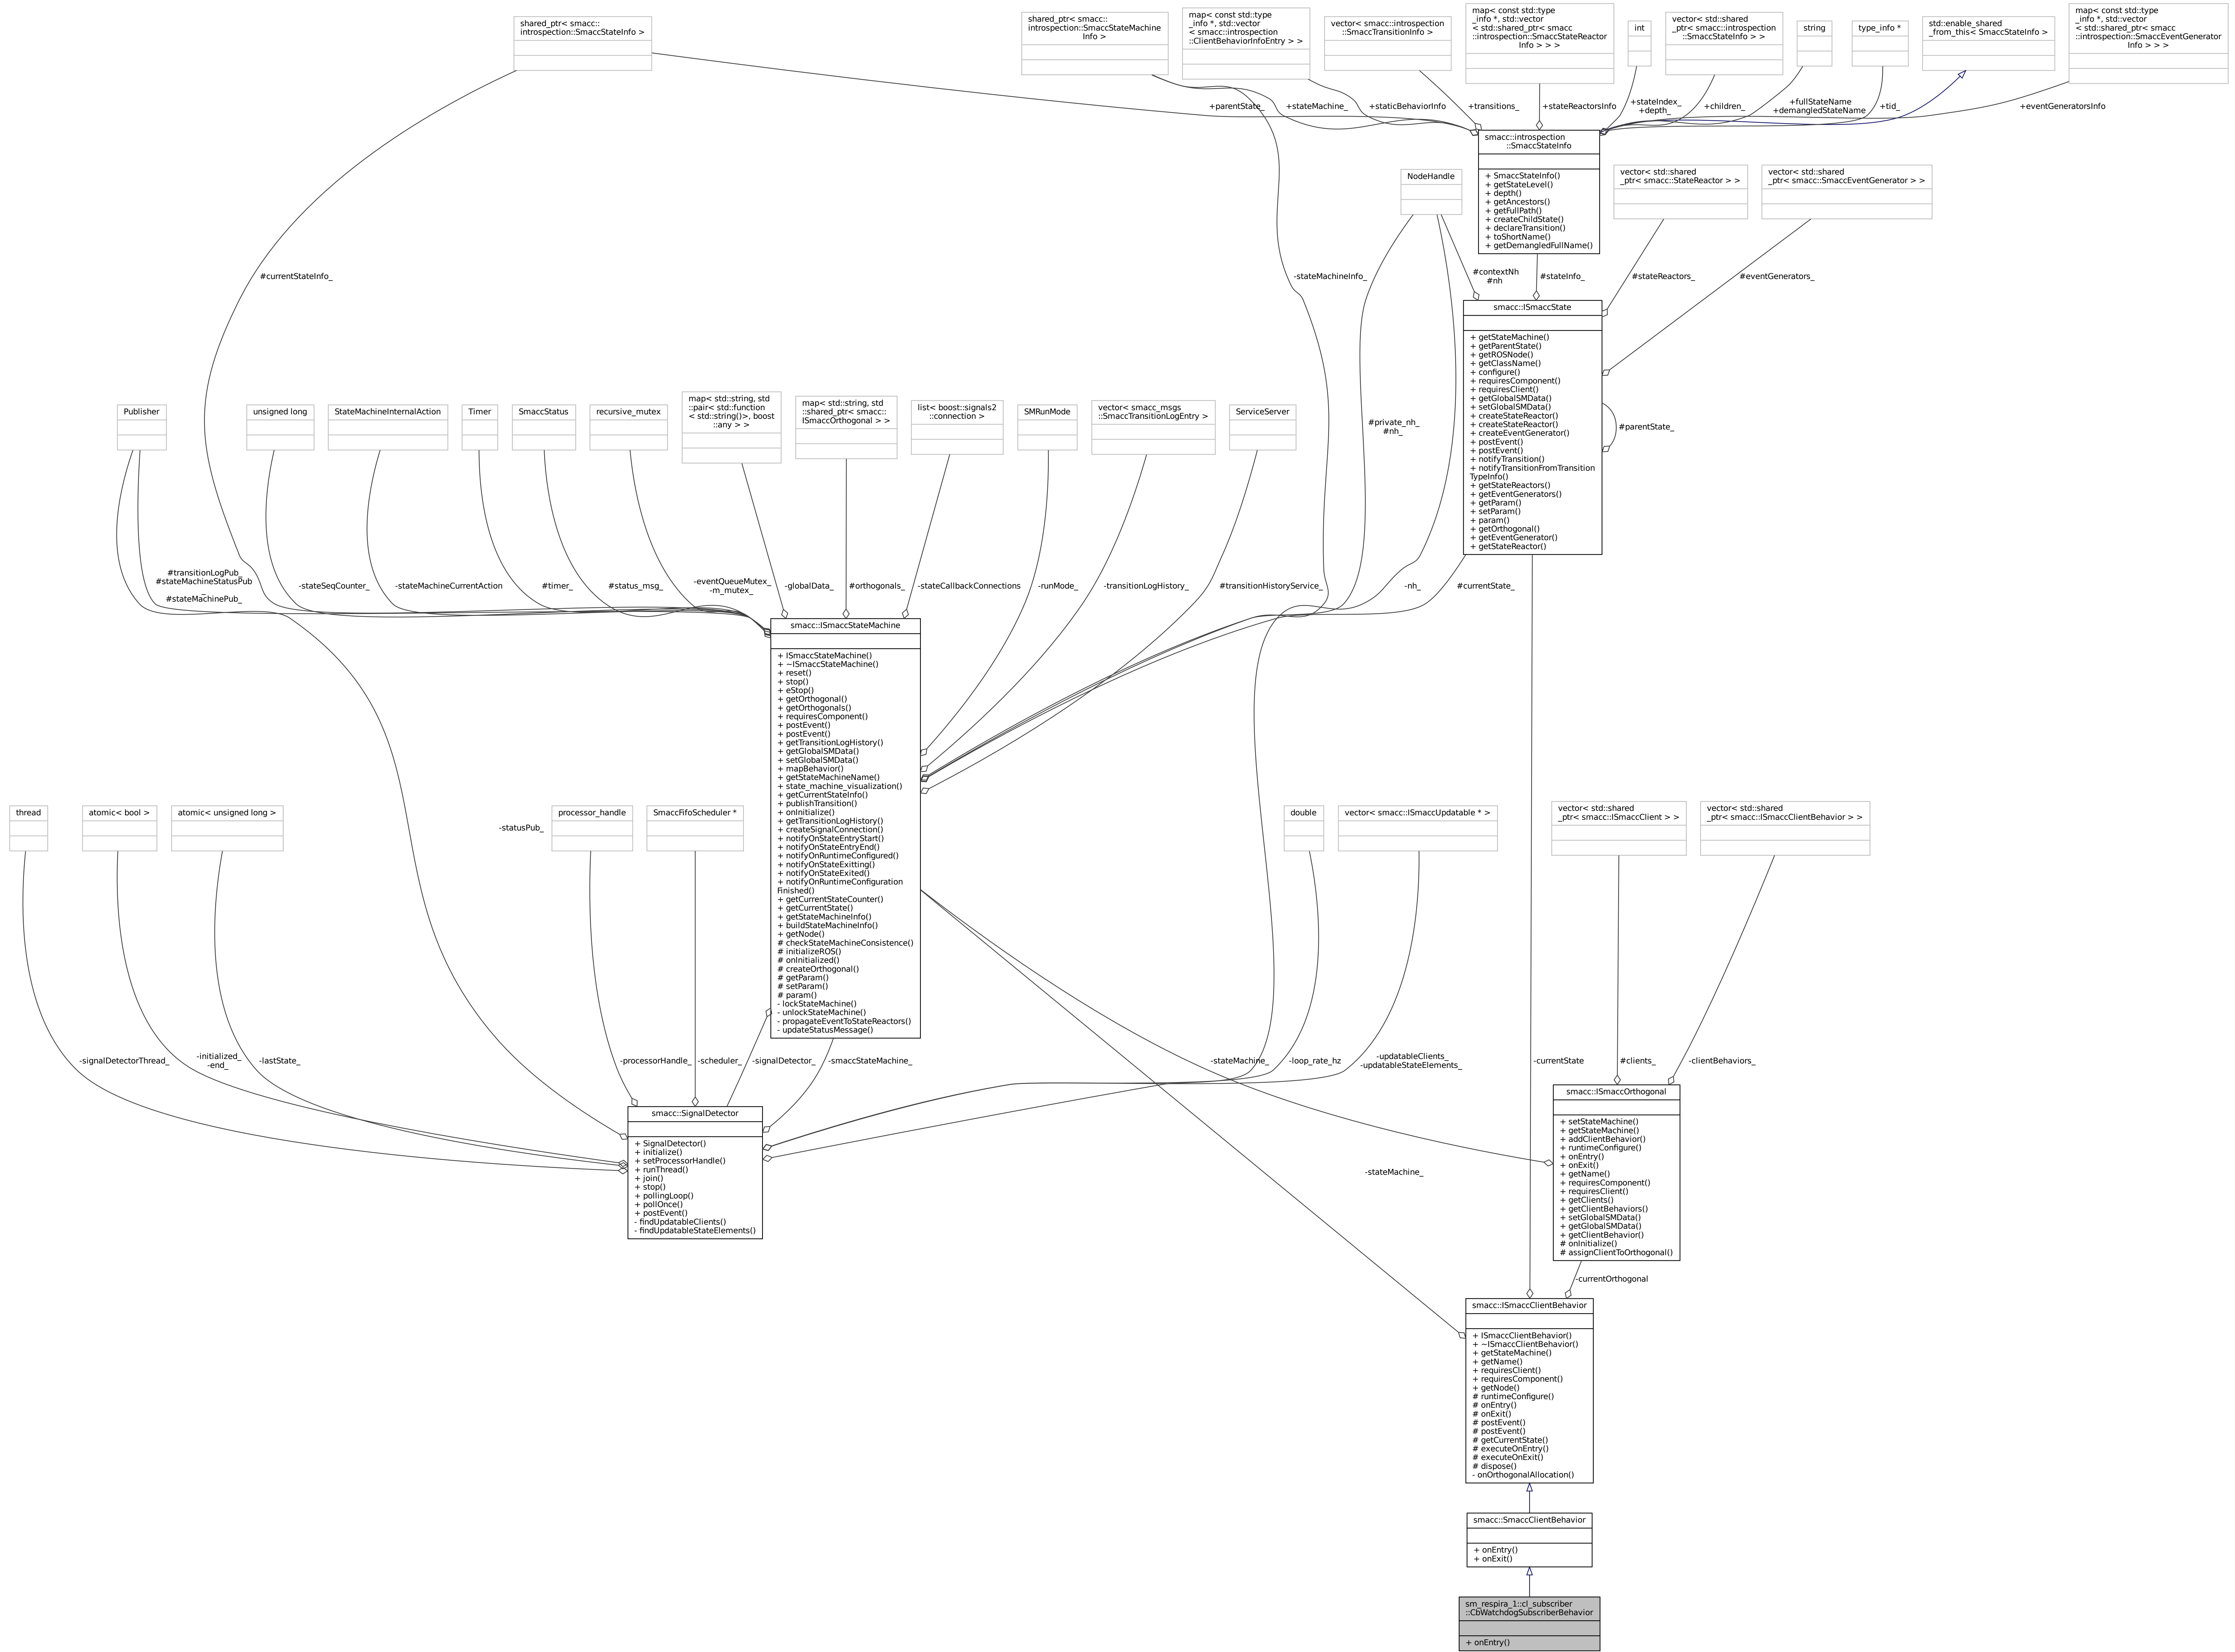 shared_ptr< smacc::
introspection::SmaccStateInfo >
shared_ptr< smacc::
introspection::SmaccStateMachine
Info >
map< const std::type
_info *, std::vector
< smacc::introspection
::ClientBehaviorInfoEntry > >
vector< smacc::introspection
::SmaccTransitionInfo >
map< const std::type
_info *, std::vector
< std::shared_ptr< smacc
::introspection::SmaccStateReactor
Info > > >
int
vector< std::shared
_ptr< smacc::introspection
::SmaccStateInfo > >
string
type_info *
std::enable_shared
_from_this< SmaccStateInfo >
map< const std::type
_info *, std::vector
< std::shared_ptr< smacc
::introspection::SmaccEventGenerator
Info > > >
+parentState_
+stateMachine_
+staticBehaviorInfo
+transitions_
+stateReactorsInfo
+stateIndex_
+depth_
+children_
+fullStateName
+demangledStateName
+tid_
+eventGeneratorsInfo
smacc::introspection
::SmaccStateInfo
+ SmaccStateInfo()
+ getStateLevel()
+ depth()
+ getAncestors()
+ getFullPath()
+ createChildState()
+ declareTransition()
+ toShortName()
+ getDemangledFullName()
NodeHandle
vector< std::shared
_ptr< smacc::StateReactor > >
vector< std::shared
_ptr< smacc::SmaccEventGenerator > >
#currentStateInfo_
-stateMachineInfo_
#contextNh
#nh
#stateInfo_
#stateReactors_
#eventGenerators_
smacc::ISmaccState
+ getStateMachine()
+ getParentState()
+ getROSNode()
+ getClassName()
+ configure()
+ requiresComponent()
+ requiresClient()
+ getGlobalSMData()
+ setGlobalSMData()
+ createStateReactor()
+ createStateReactor()
+ createEventGenerator()
+ postEvent()
+ postEvent()
+ notifyTransition()
+ notifyTransitionFromTransition
TypeInfo()
+ getStateReactors()
+ getEventGenerators()
+ getParam()
+ setParam()
+ param()
+ getOrthogonal()
+ getEventGenerator()
+ getStateReactor()
#parentState_
#private_nh_
#nh_
Publisher
unsigned long
StateMachineInternalAction
Timer
SmaccStatus
recursive_mutex
map< std::string, std
::pair< std::function
< std::string()>, boost
::any > >
map< std::string, std
::shared_ptr< smacc::
ISmaccOrthogonal > >
list< boost::signals2
::connection >
SMRunMode
vector< smacc_msgs
::SmaccTransitionLogEntry >
ServiceServer
#transitionLogPub_
#stateMachineStatusPub
_
#stateMachinePub_
-stateSeqCounter_
-stateMachineCurrentAction
#timer_
#status_msg_
-eventQueueMutex_
-m_mutex_
-globalData_
#orthogonals_
-stateCallbackConnections
-runMode_
-transitionLogHistory_
#transitionHistoryService_
-nh_
#currentState_
smacc::ISmaccStateMachine
+ ISmaccStateMachine()
+ ~ISmaccStateMachine()
+ reset()
+ stop()
+ eStop()
+ getOrthogonal()
+ getOrthogonals()
+ requiresComponent()
+ postEvent()
+ postEvent()
+ getTransitionLogHistory()
+ getGlobalSMData()
+ setGlobalSMData()
+ mapBehavior()
+ getStateMachineName()
+ state_machine_visualization()
+ getCurrentStateInfo()
+ publishTransition()
+ onInitialize()
+ getTransitionLogHistory()
+ createSignalConnection()
+ notifyOnStateEntryStart()
+ notifyOnStateEntryEnd()
+ notifyOnRuntimeConfigured()
+ notifyOnStateExitting()
+ notifyOnStateExited()
+ notifyOnRuntimeConfiguration
Finished()
+ getCurrentStateCounter()
+ getCurrentState()
+ getStateMachineInfo()
+ buildStateMachineInfo()
+ getNode()
# checkStateMachineConsistence()
# initializeROS()
# onInitialized()
# createOrthogonal()
# getParam()
# setParam()
# param()
- lockStateMachine()
- unlockStateMachine()
- propagateEventToStateReactors()
- updateStatusMessage()
thread
atomic< bool >
atomic< unsigned long >
-statusPub_
processor_handle
SmaccFifoScheduler *
double
vector< smacc::ISmaccUpdatable * >
vector< std::shared
_ptr< smacc::ISmaccClient > >
vector< std::shared
_ptr< smacc::ISmaccClientBehavior > >
-signalDetectorThread_
-initialized_
-end_
-lastState_
-processorHandle_
-scheduler_
-signalDetector_
-smaccStateMachine_
-stateMachine_
-loop_rate_hz
-updatableClients_
-updatableStateElements_
-currentState
#clients_
-clientBehaviors_
smacc::SignalDetector
+ SignalDetector()
+ initialize()
+ setProcessorHandle()
+ runThread()
+ join()
+ stop()
+ pollingLoop()
+ pollOnce()
+ postEvent()
- findUpdatableClients()
- findUpdatableStateElements()
smacc::ISmaccOrthogonal
+ setStateMachine()
+ getStateMachine()
+ addClientBehavior()
+ runtimeConfigure()
+ onEntry()
+ onExit()
+ getName()
+ requiresComponent()
+ requiresClient()
+ getClients()
+ getClientBehaviors()
+ setGlobalSMData()
+ getGlobalSMData()
+ getClientBehavior()
# onInitialize()
# assignClientToOrthogonal()
-stateMachine_
-currentOrthogonal
smacc::ISmaccClientBehavior
+ ISmaccClientBehavior()
+ ~ISmaccClientBehavior()
+ getStateMachine()
+ getName()
+ requiresClient()
+ requiresComponent()
+ getNode()
# runtimeConfigure()
# onEntry()
# onExit()
# postEvent()
# postEvent()
# getCurrentState()
# executeOnEntry()
# executeOnExit()
# dispose()
- onOrthogonalAllocation()
smacc::SmaccClientBehavior
+ onEntry()
+ onExit()
sm_respira_1::cl_subscriber
::CbWatchdogSubscriberBehavior
+ onEntry()